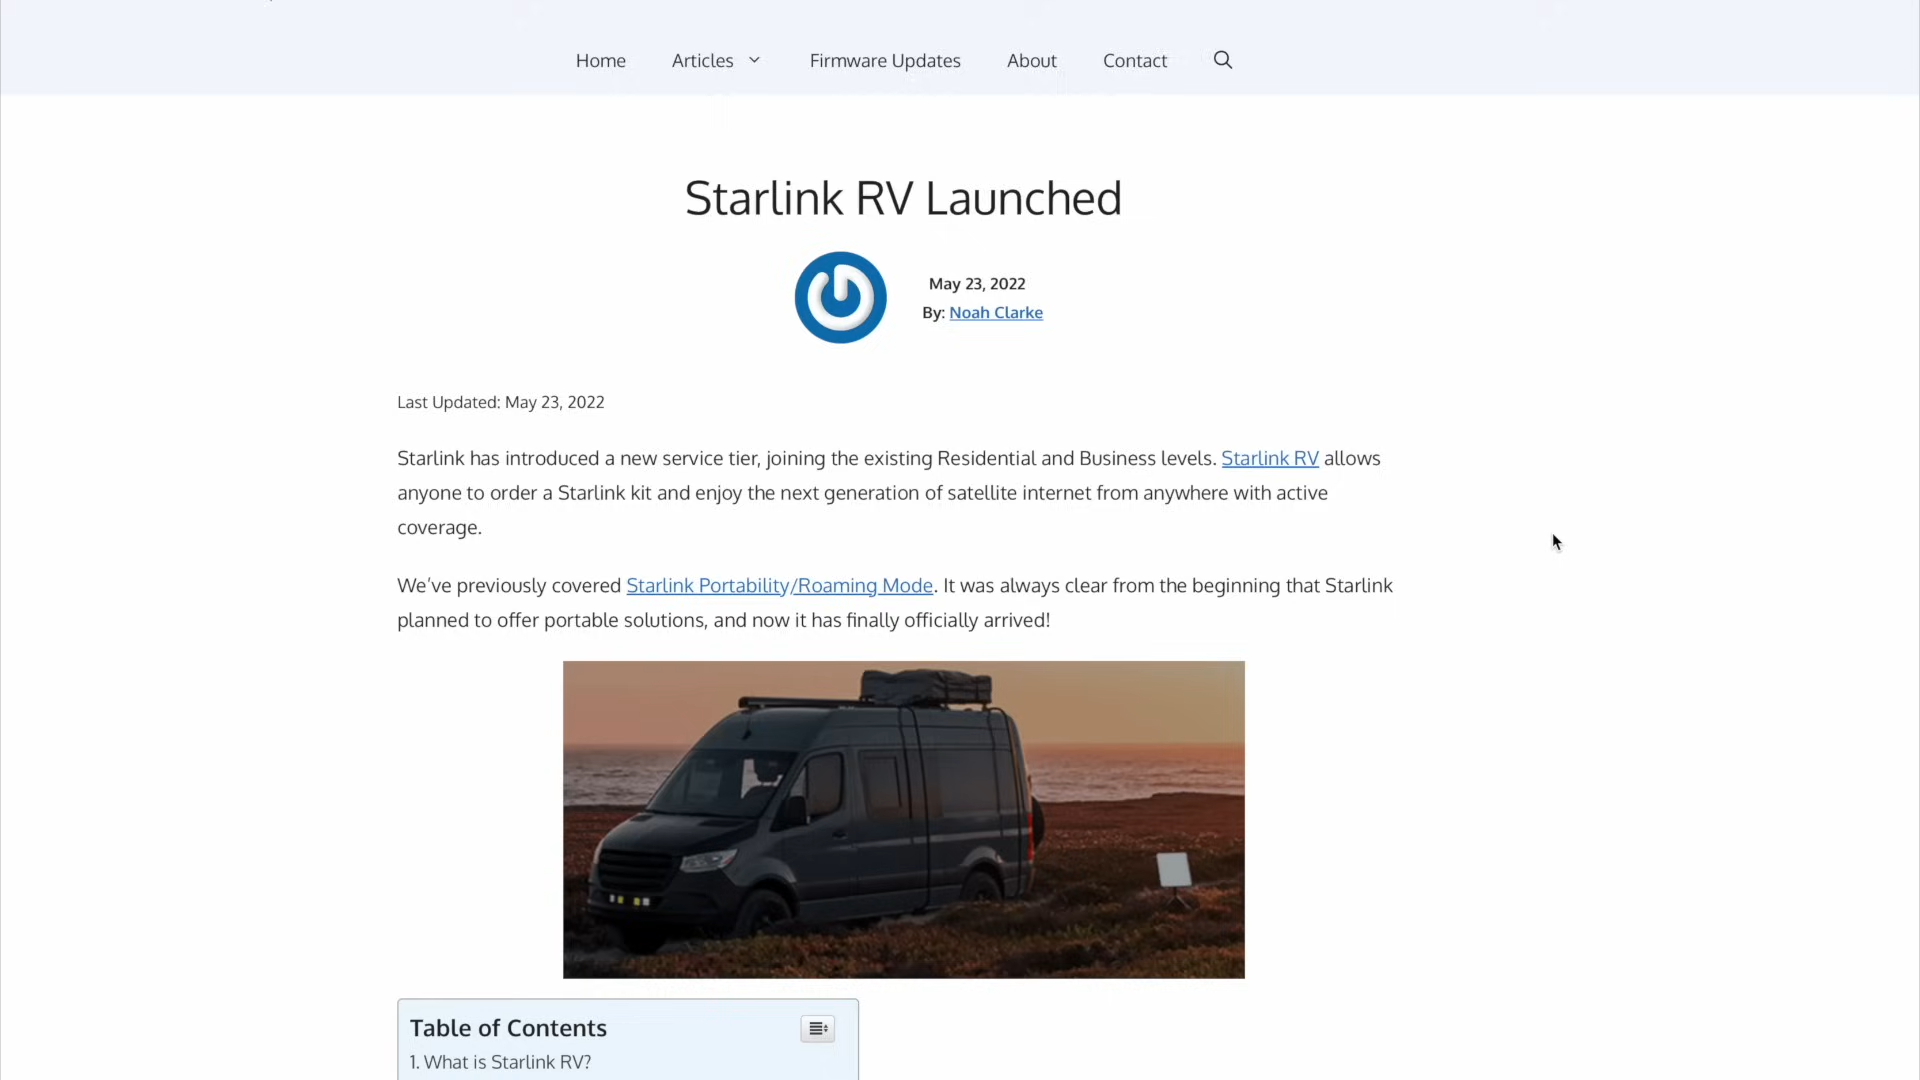 Home Articles Firmware Updates About Contact
Starlink RV Launched
May 23, 2022
By: Noah Clarke
Last Updated: May 23, 2022
Starlink has introduced a new service tier, joining the existing Residential and Business levels. Starlink RV allows
anyone to order a Starlink kit and enjoy the next generation of satellite internet from anywhere with active
coverage.
We've previously covered Starlink Portability/Roaming Mode. It was always clear from the beginning that Starlink
planned to offer portable solutions, and now it has finally officially arrived!
Table of Contents
1. What is Starlink RV?